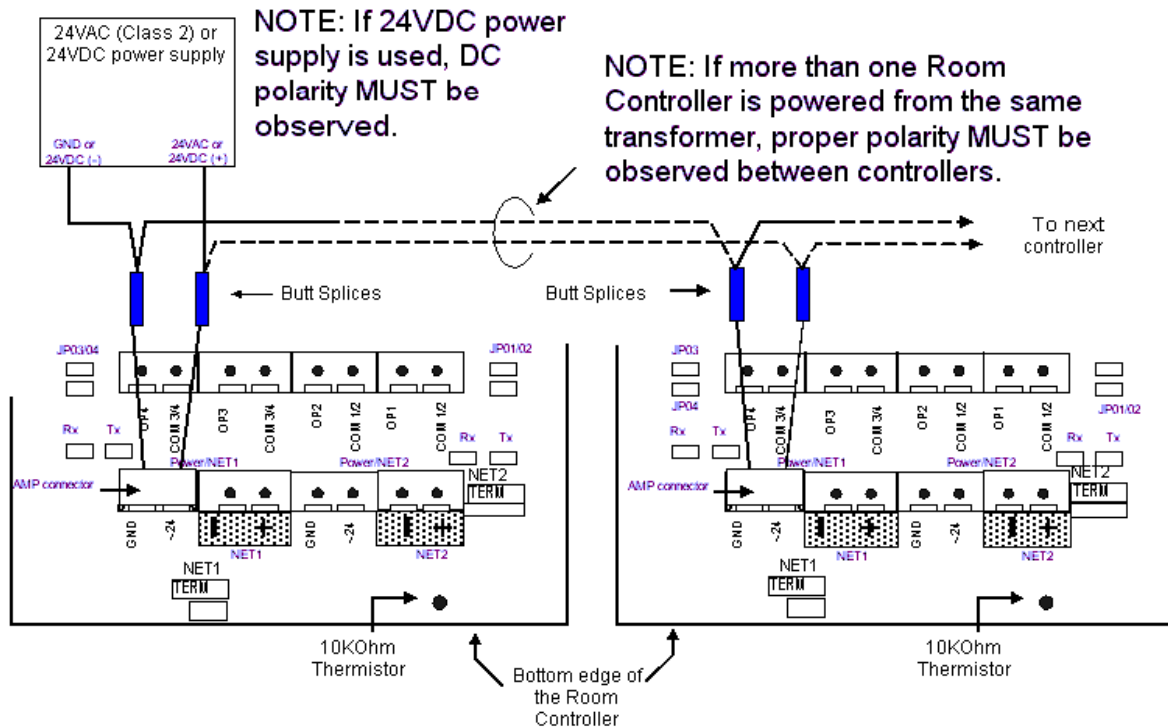 24VAC (Class 2) or
24VDC power supply
GND or
24VDC (-)
24VAC or
24VDC (+)
NOTE: If 24VDC power
supply is used, DC
polarity MUST be
observed.
NOTE: If more than one Room
Controller is powered from the same
transformer, proper polarity MUST be
observed between controllers.
To next
controller
Butt Splices
Butt Splices
JP03/04
JP01/02
OP4
COM 3/4
OP3
COM 3/4
OP2
COM 1/2
OP1
COM 1/2
Rx
Tx
Rx
Tx
Power/NET1
Power/NET2
AMP connector
NET2
TERM
GND
~24
NET1
GND
~24
NET2
NET1
TERM
10KOhm
Thermistor
JP03
JP04
JP01/02
OP4
COM 3/4
OP3
COM 3/4
OP2
COM 1/2
OP1
COM 1/2
Rx
Tx
Rx
Tx
Power/NET1
Power/NET2
AMP connector
NET2
TERM
GND
~24
NET1
GND
~24
NET2
NET1
TERM
10KOhm
Thermistor
Bottom edge of
the Room
Controller